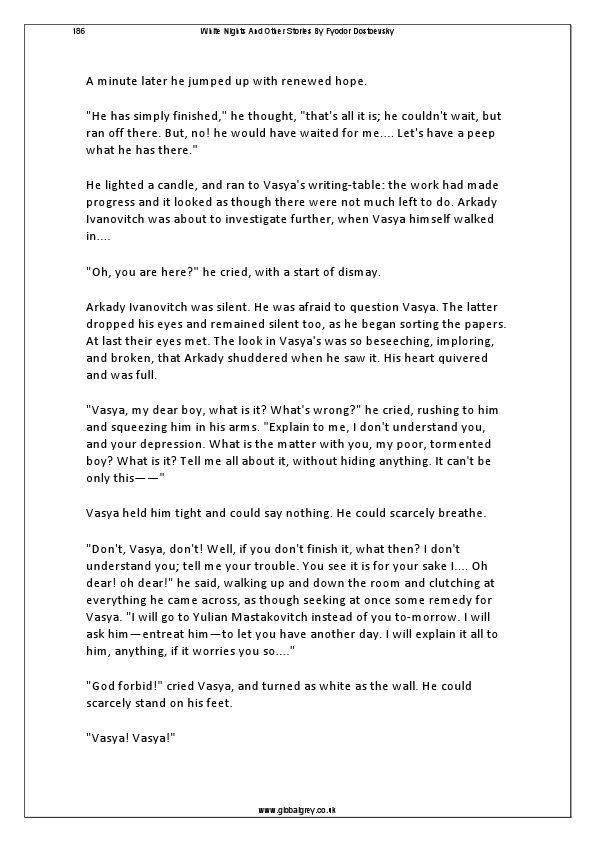 186 White Nights And Other Stories By Fyodor Dostoevsky
A minute later he jumped up with renewed hope.
"He has simply finished," he thought, "that's all it is; he couldn't wait, but
ran off there. But, no! he would have waited for me.... Let's have a peep
what he has there."
He lighted a candle, and ran to Vasya's writing-table: the work had made
progress and it looked as though there were not much left to do. Arkady
Ivanovitch was about to investigate further, when Vasya himself walked
in....
"Oh, you are here?" he cried, with a start of dismay.
Arkady Ivanovitch was silent. He was afraid to question Vasya. The latter
dropped his eyes and remained silent too, as he began sorting the papers.
At last their eyes met. The look in Vasya's was so beseeching, imploring,
and broken, that Arkady shuddered when he saw it. His heart quivered
and was full.
"Vasya, my dear boy, what is it? What's wrong?" he cried, rushing to him
and squeezing him in his arms. "Explain to me, I don't understand you,
and your depression. What is the matter with you, my poor, tormented
boy? What is it? Tell me all about it, without hiding anything. It can't be
only this——"
Vasya held him tight and could say nothing. He could scarcely breathe.
"Don't, Vasya, don't! Well, if you don't finish it, what then? I don't
understand you; tell me your trouble. You see it is for your sake I.... Oh
dear! oh dear!" he said, walking up and down the room and clutching at
everything he came across, as though seeking at once some remedy for
Vasya. "I will go to Yulian Mastakovitch instead of you to-morrow. I will
ask him—entreat him—to let you have another day. I will explain it all to
him, anything, if it worries you so...."
"God forbid!" cried Vasya, and turned as white as the wall. He could
scarcely stand on his feet.
"Vasya! Vasya!"
www.globalgrey.co.uk